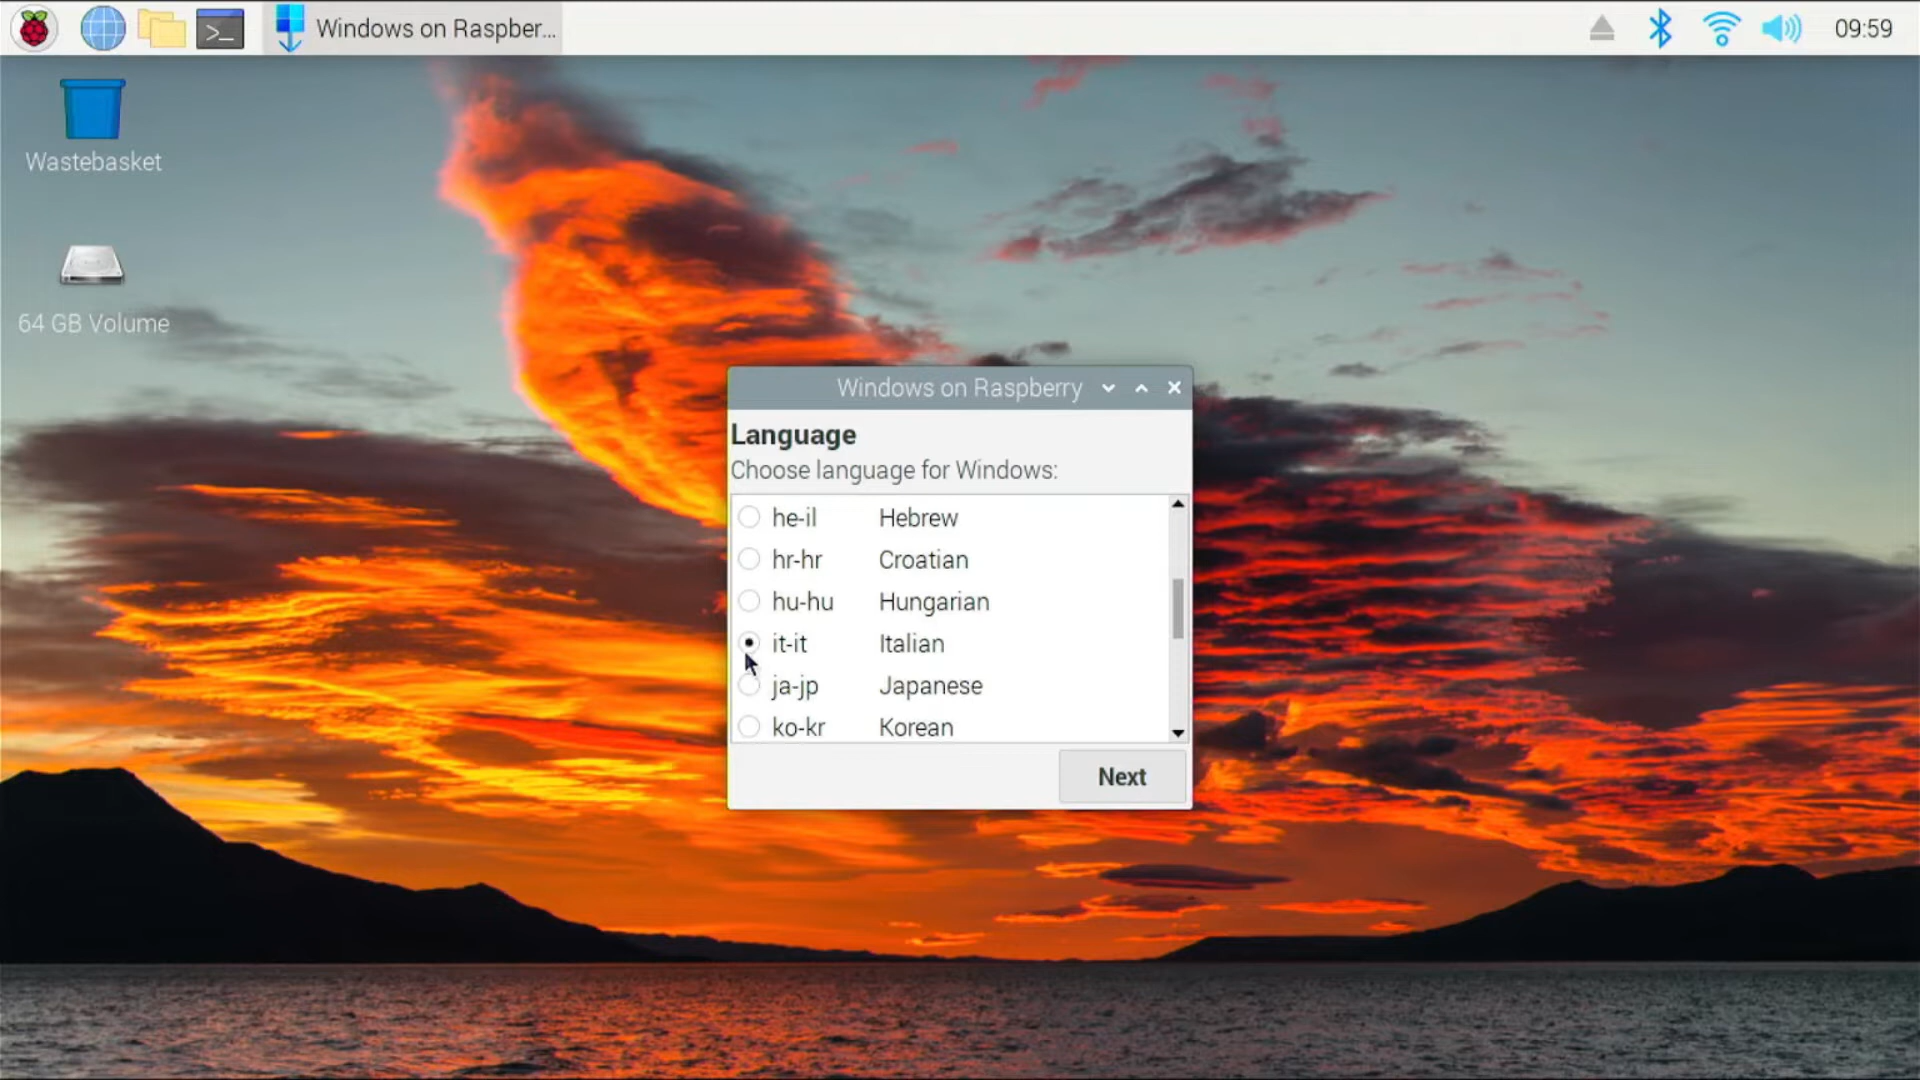 >_
Windows on Raspber...
09:59
Wastebasket
64 GB Volume
Windows on Raspberry
Language
Choose language for Windows:
he-il Hebrew
hr-hr Croatian
hu-hu Hungarian
it-it Italian
ja-jp Japanese
ko-kr Korean
Next